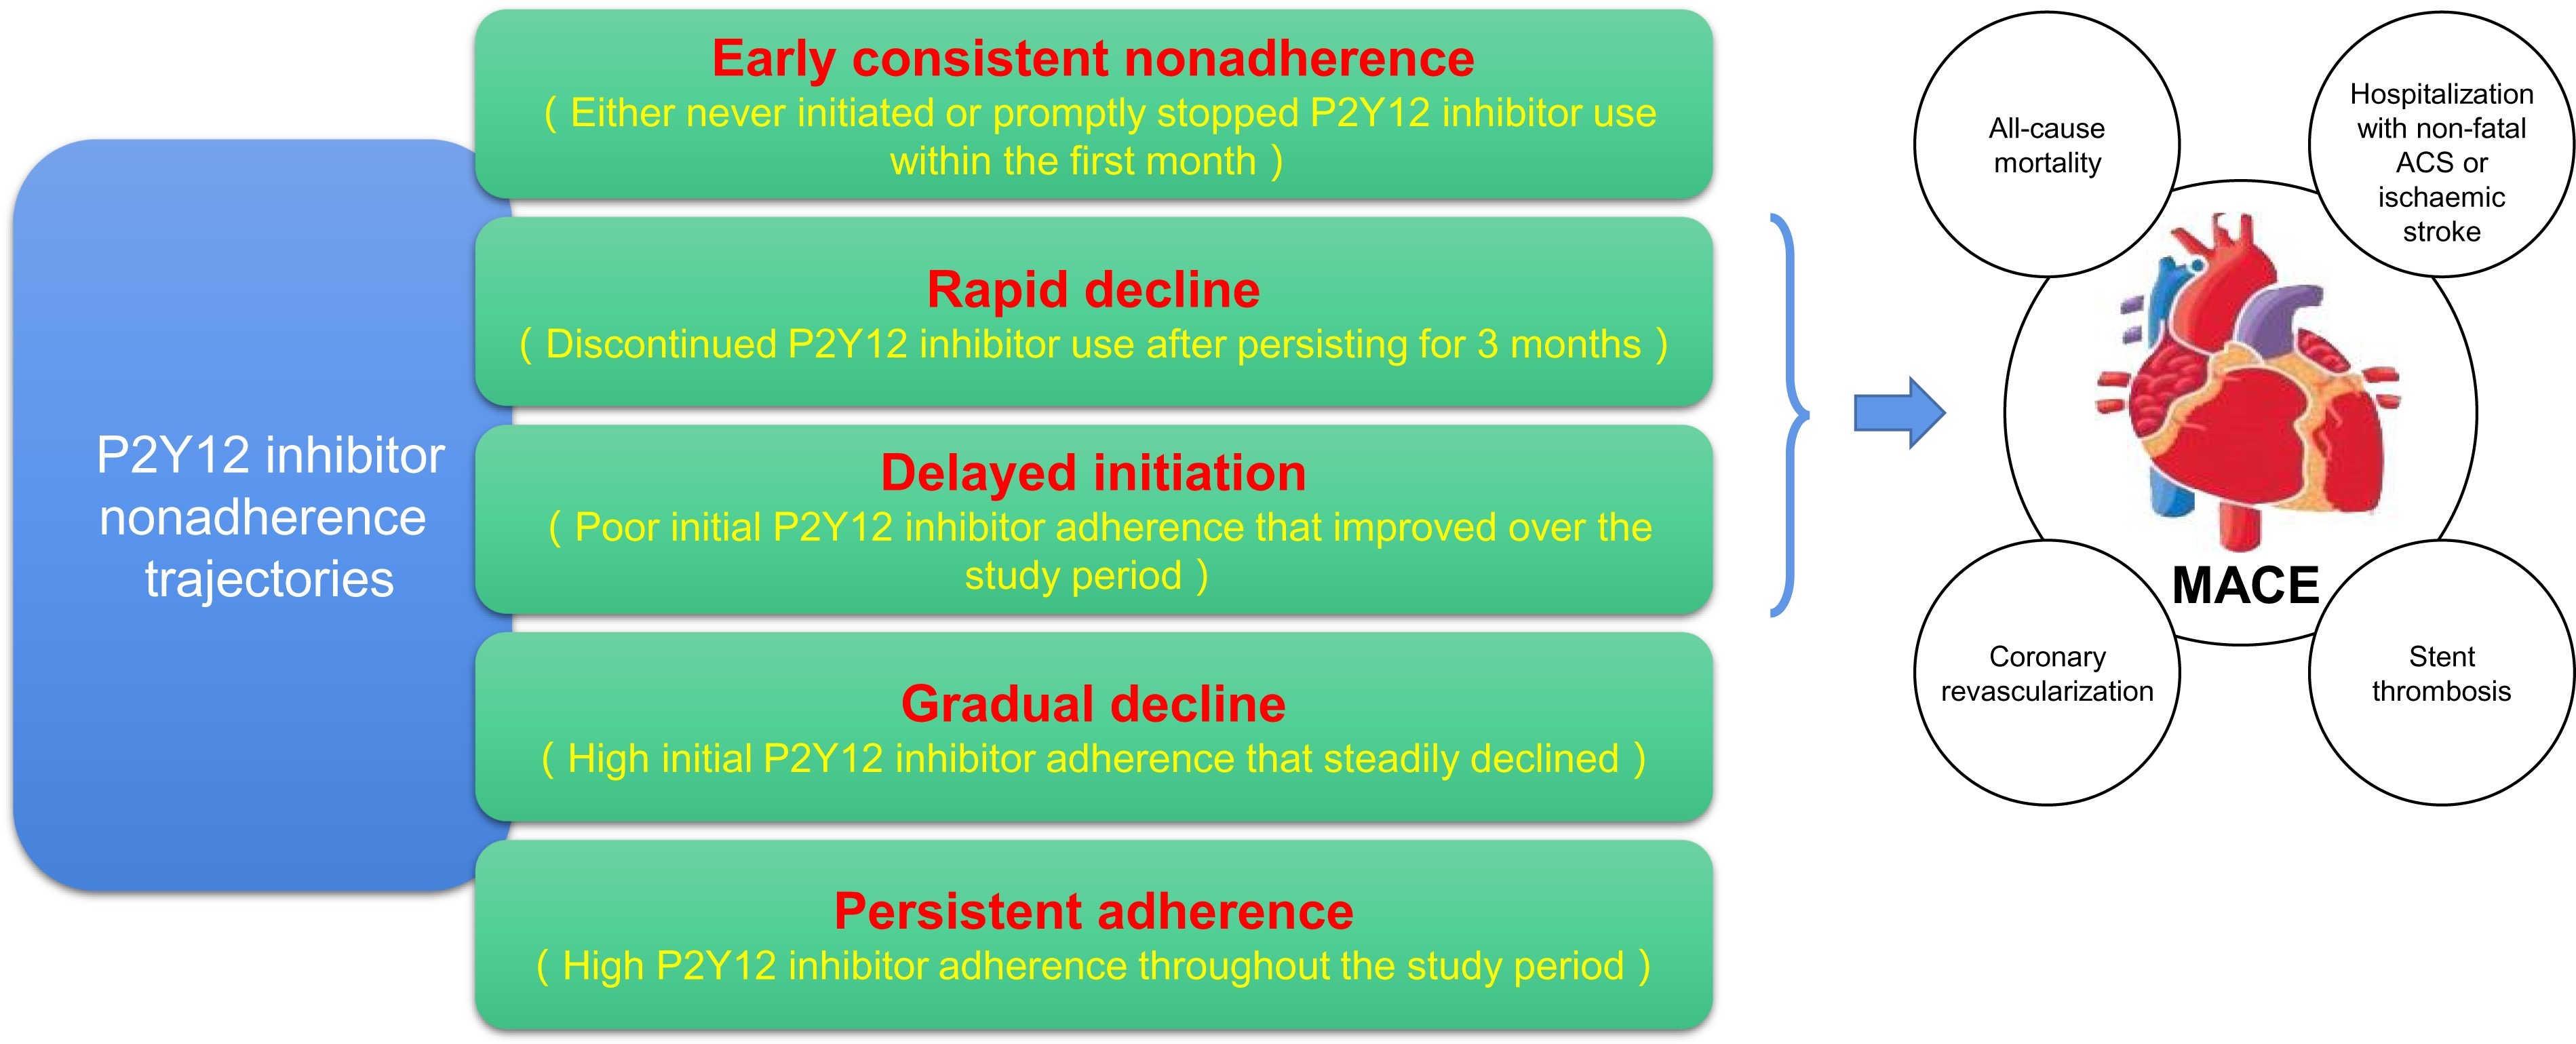 P2Y12 inhibitor
nonadherence
trajectories
Early consistent nonadherence
( Either never initiated or promptly stopped P2Y12 inhibitor use
within the first month )
Rapid decline
( Discontinued P2Y12 inhibitor use after persisting for 3 months )
Delayed initiation
( Poor initial P2Y12 inhibitor adherence that improved over the
study period )
Gradual decline
( High initial P2Y12 inhibitor adherence that steadily declined )
Persistent adherence
( High P2Y12 inhibitor adherence throughout the study period )
All-cause
mortality
Hospitalization
with non-fatal
ACS or
ischaemic
stroke
MACE
Coronary
revascularization
Stent
thrombosis